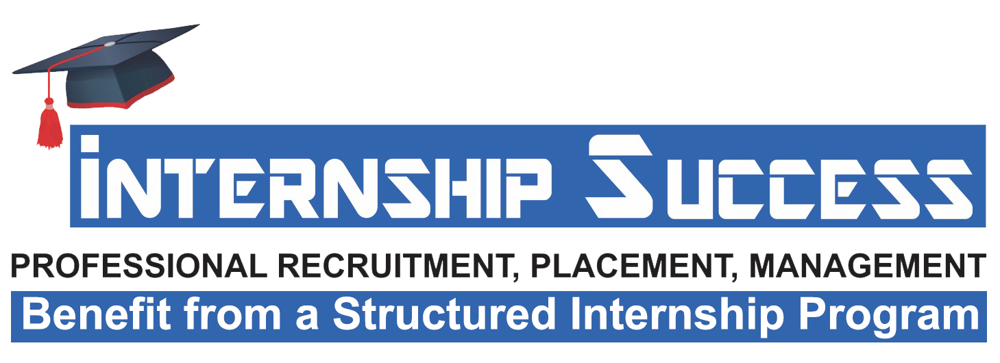 INTERNSHIP SUCCESS
PROFESSIONAL RECRUITMENT, PLACEMENT, MANAGEMENT
Benefit from a Structured Internship Program